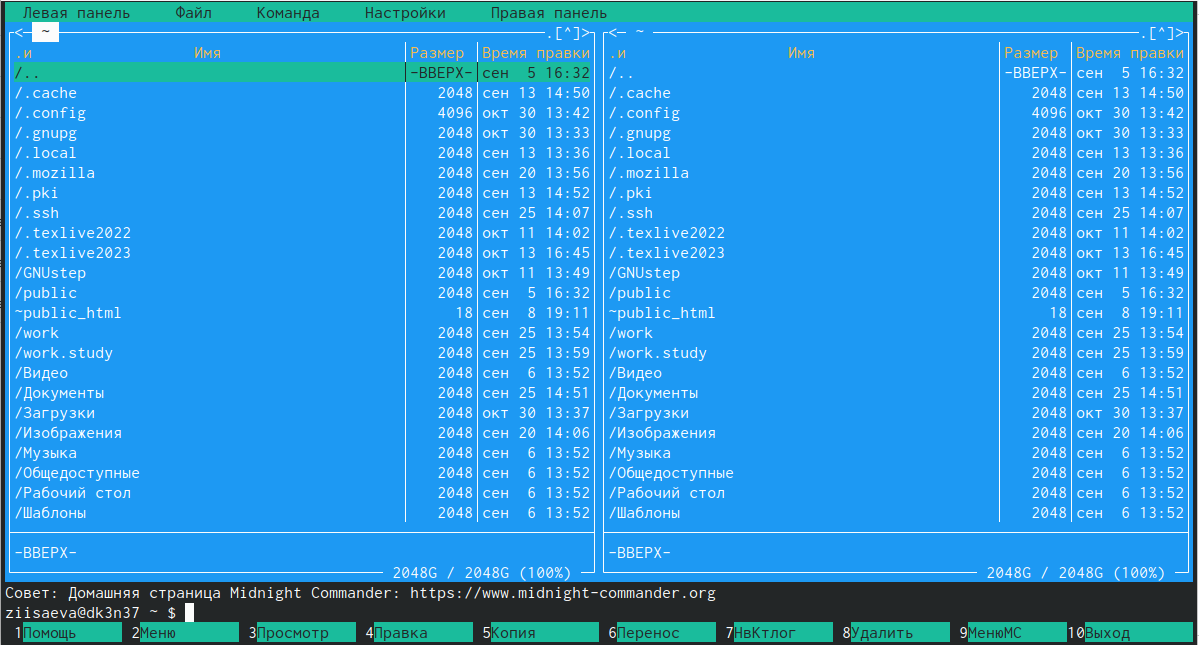 Левая панель Файл Команда Настройки Правая панель
<─ ~ ─.[^]> <─ ~ ─.[^]>
.и Имя Размер Время правки .и Имя Размер Время правки
/.. -ВВЕРХ- сен 5 16:32 /.. -ВВЕРХ- сен 5 16:32
/.cache 2048 сен 13 14:50 /.cache 2048 сен 13 14:50
/.config 4096 окт 30 13:42 /.config 4096 окт 30 13:42
/.gnupg 2048 окт 30 13:33 /.gnupg 2048 окт 30 13:33
/.local 2048 сен 13 13:36 /.local 2048 сен 13 13:36
/.mozilla 2048 сен 20 13:56 /.mozilla 2048 сен 20 13:56
/.pki 2048 сен 13 14:52 /.pki 2048 сен 13 14:52
/.ssh 2048 сен 25 14:07 /.ssh 2048 сен 25 14:07
/.texlive2022 2048 окт 11 14:02 /.texlive2022 2048 окт 11 14:02
/.texlive2023 2048 окт 13 16:45 /.texlive2023 2048 окт 13 16:45
/GNUstep 2048 окт 11 13:49 /GNUstep 2048 окт 11 13:49
/public 2048 сен 5 16:32 /public 2048 сен 5 16:32
~public_html 18 сен 8 19:11 ~public_html 18 сен 8 19:11
/work 2048 сен 25 13:54 /work 2048 сен 25 13:54
/work.study 2048 сен 25 13:59 /work.study 2048 сен 25 13:59
/Видео 2048 сен 6 13:52 /Видео 2048 сен 6 13:52
/Документы 2048 сен 25 14:51 /Документы 2048 сен 25 14:51
/Загрузки 2048 окт 30 13:37 /Загрузки 2048 окт 30 13:37
/Изображения 2048 сен 20 14:06 /Изображения 2048 сен 20 14:06
/Музыка 2048 сен 6 13:52 /Музыка 2048 сен 6 13:52
/Общедоступные 2048 сен 6 13:52 /Общедоступные 2048 сен 6 13:52
/Рабочий стол 2048 сен 6 13:52 /Рабочий стол 2048 сен 6 13:52
/Шаблоны 2048 сен 6 13:52 /Шаблоны 2048 сен 6 13:52
-ВВЕРХ- -ВВЕРХ-
2048G / 2048G (100%) 2048G / 2048G (100%)
Совет: Домашняя страница Midnight Commander: https://www.midnight-commander.org
ziisaeva@dk3n37 ~ $
1Помощь 2Меню 3Просмотр 4Правка 5Копия 6Перенос 7НвКтлог 8Удалить 9МенюМС 10Выход